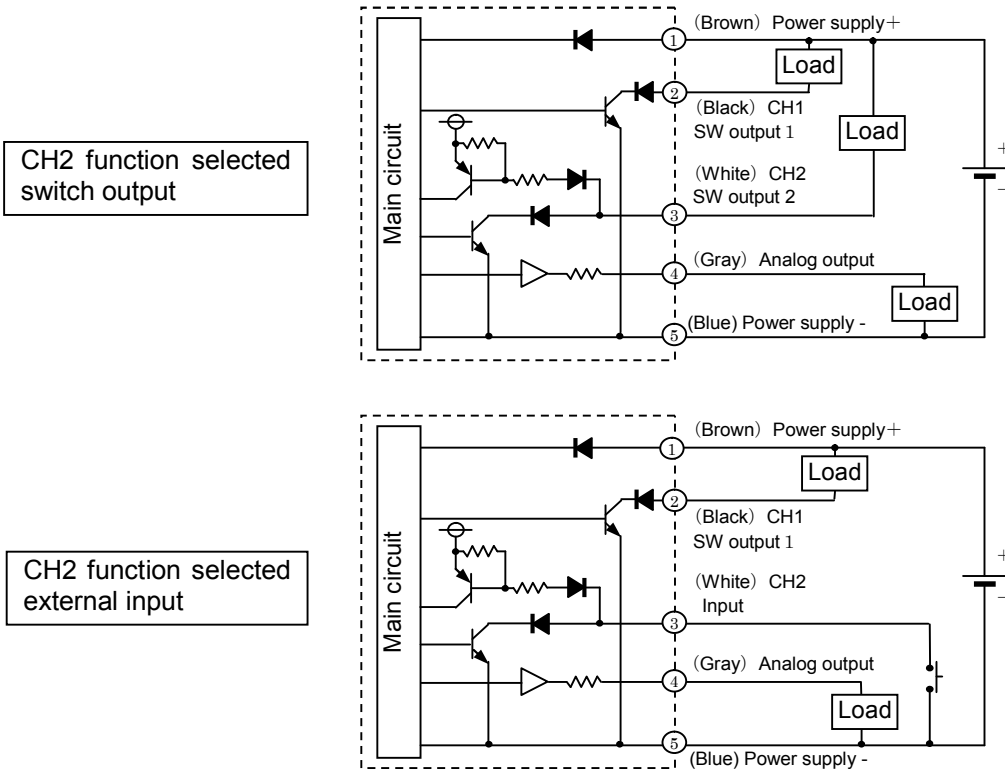 CH2 function selected
switch output
Main circuit
① (Brown) Power supply＋
Load
②
(Black) CH1
SW output 1
Load
(White) CH2
SW output 2
③
④ (Gray) Analog output
Load
⑤ (Blue) Power supply -
＋
－
CH2 function selected
external input
Main circuit
① (Brown) Power supply＋
Load
②
(Black) CH1
SW output 1
(White) CH2
Input
③
④ (Gray) Analog output
Load
⑤ (Blue) Power supply -
＋
－